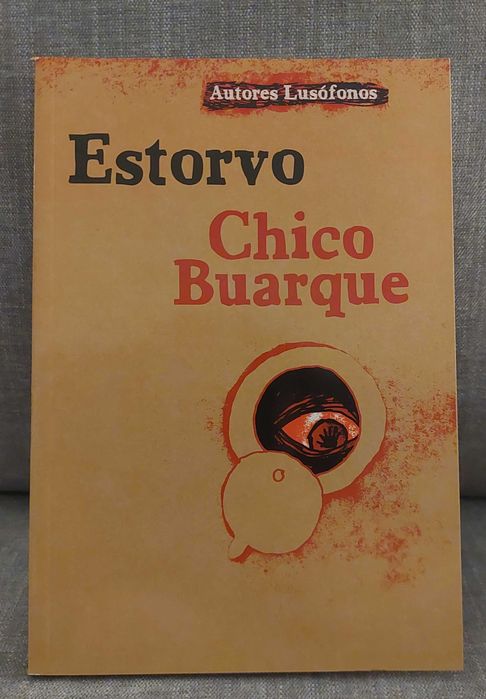 Autores Lusófonos
Estorvo
Chico
Buarque